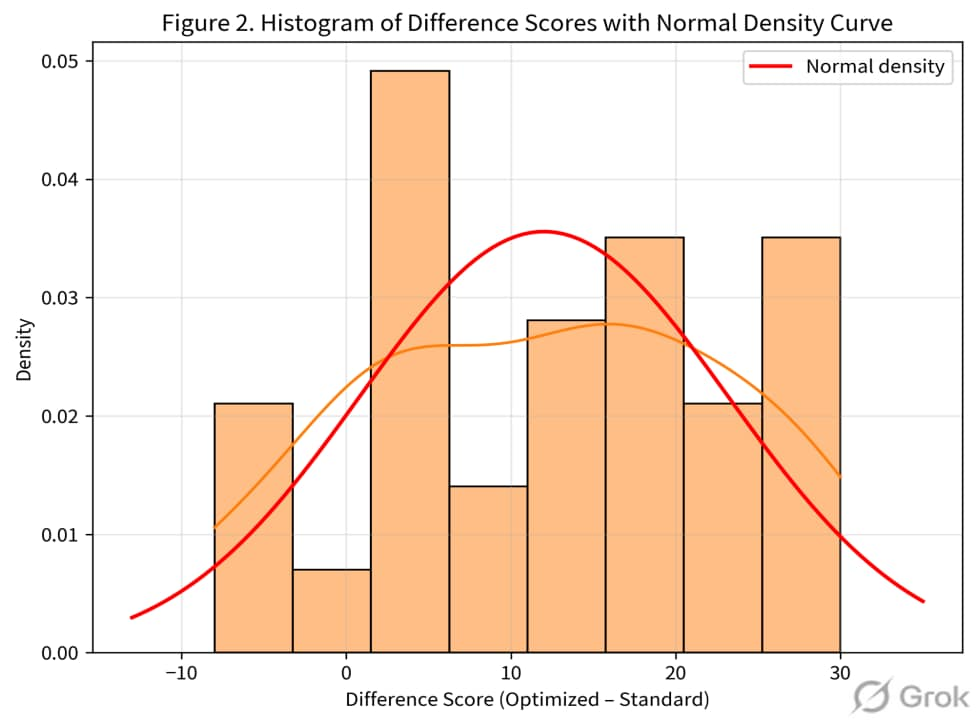 Figure 2. Histogram of Difference Scores with Normal Density Curve
Normal density
Density
0.05
0.04
0.03
0.02
0.01
0.00
−10
0
10
20
30
Difference Score (Optimized – Standard)
Grok